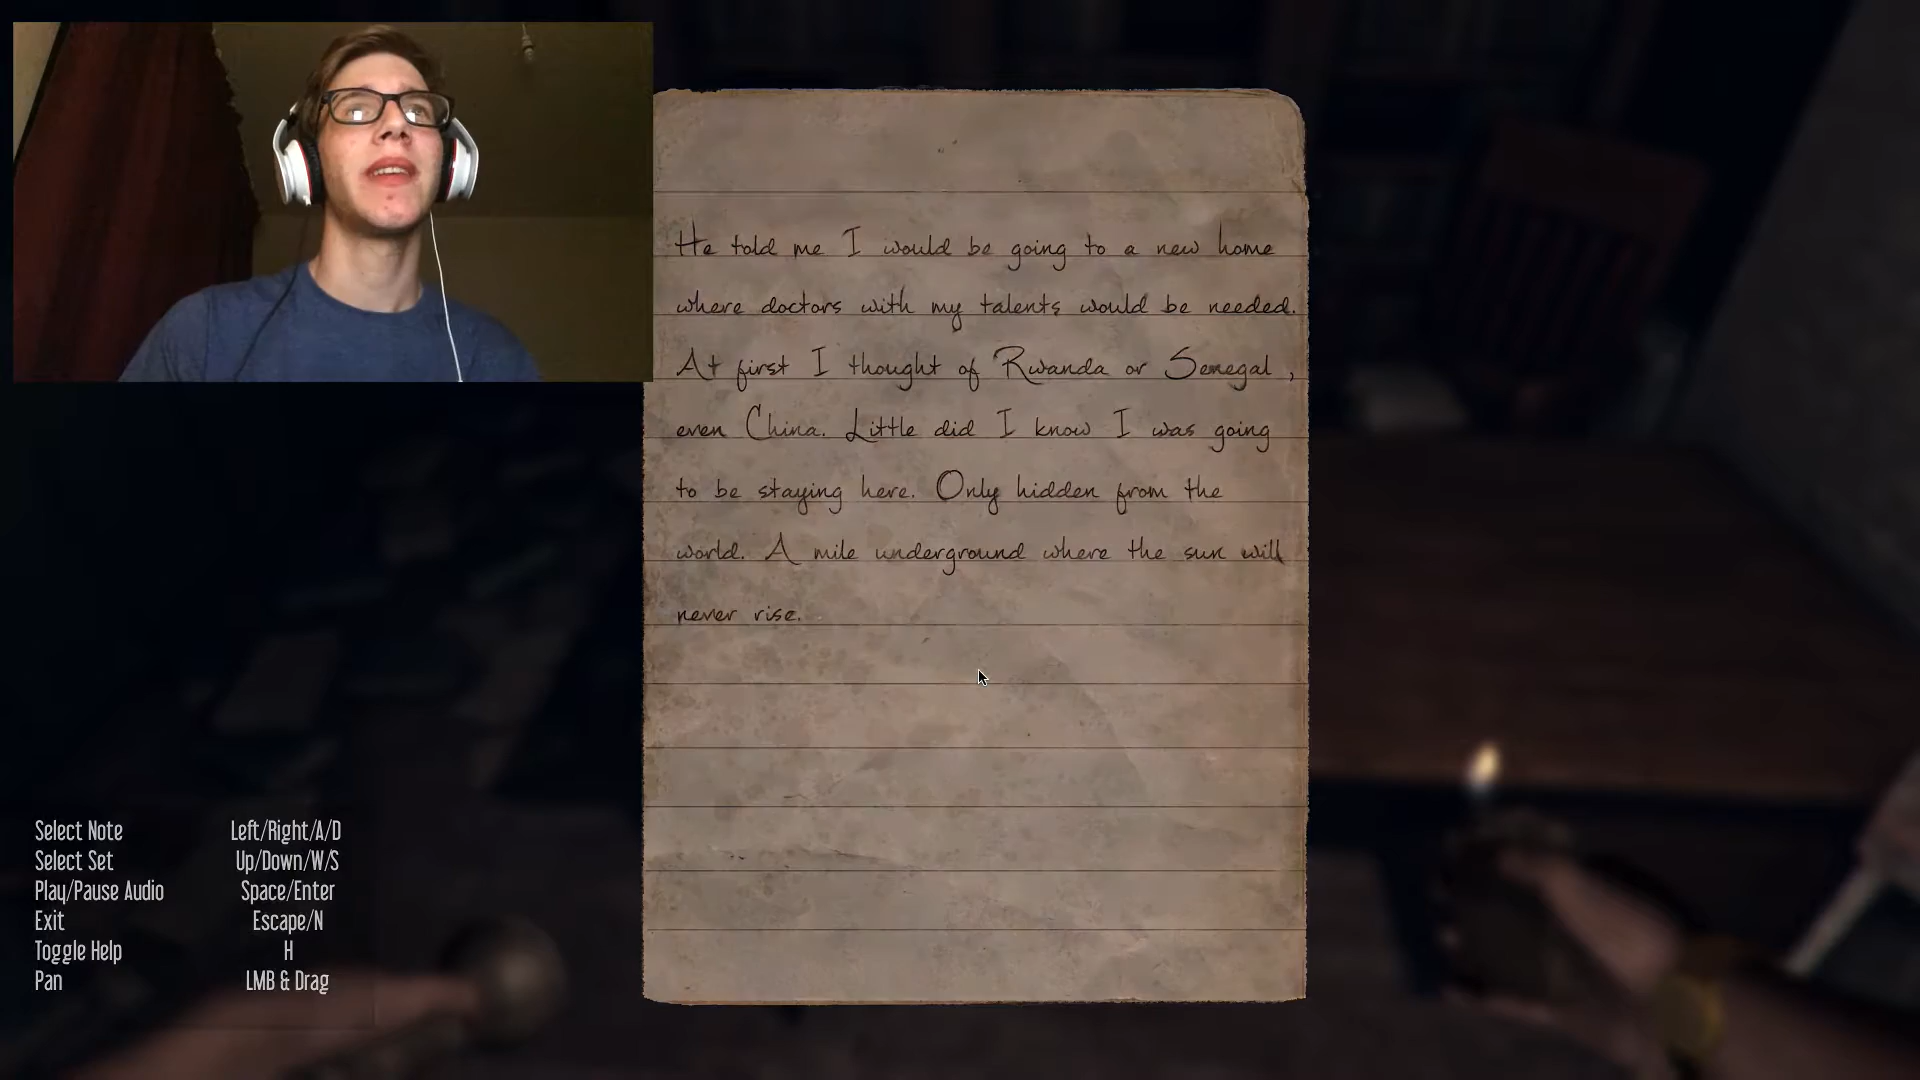 He told me I would be going to a new home
where doctors with my talents would be needed.
At first I thought of Rwanda or Senegal,
even China. Little did I know I was going
to be staying here. Only hidden from the
world. A mile underground where the sun will
never rise.
Select Note Left/Right/A/D
Select Set Up/Down/W/S
Play/Pause Audio Space/Enter
Exit Escape/N
Toggle Help H
Pan LMB & Drag